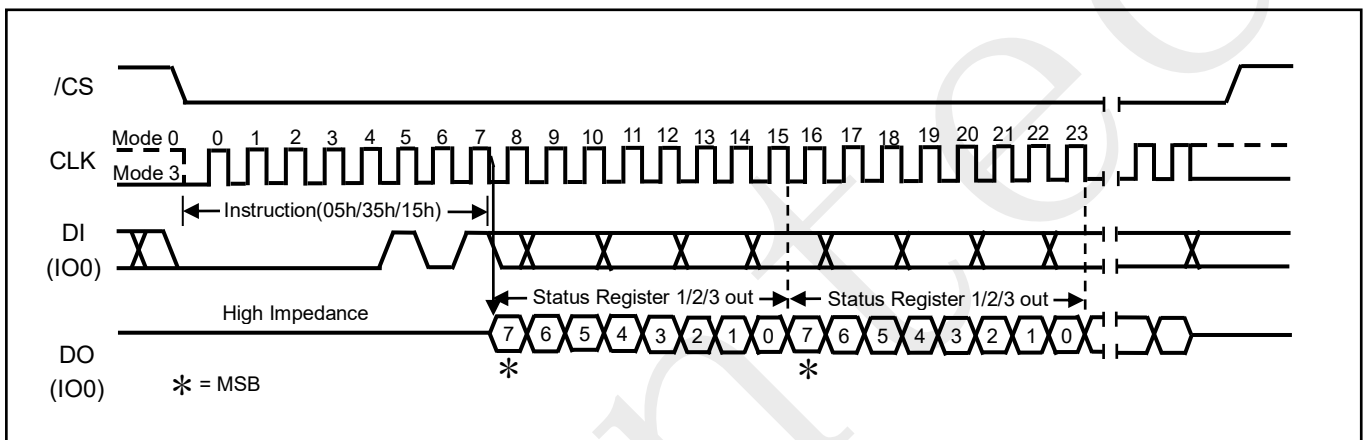 /CS
Mode 0 0 1 2 3 4 5 6 7 8 9 10 11 12 13 14 15 16 17 18 19 20 21 22 23
CLK
Mode 3
Instruction(05h/35h/15h)
DI
(IO0)
Status Register 1/2/3 out Status Register 1/2/3 out
High Impedance
7 6 5 4 3 2 1 0 7 6 5 4 3 2 1 0
DO
(IO0)
* *
* = MSB